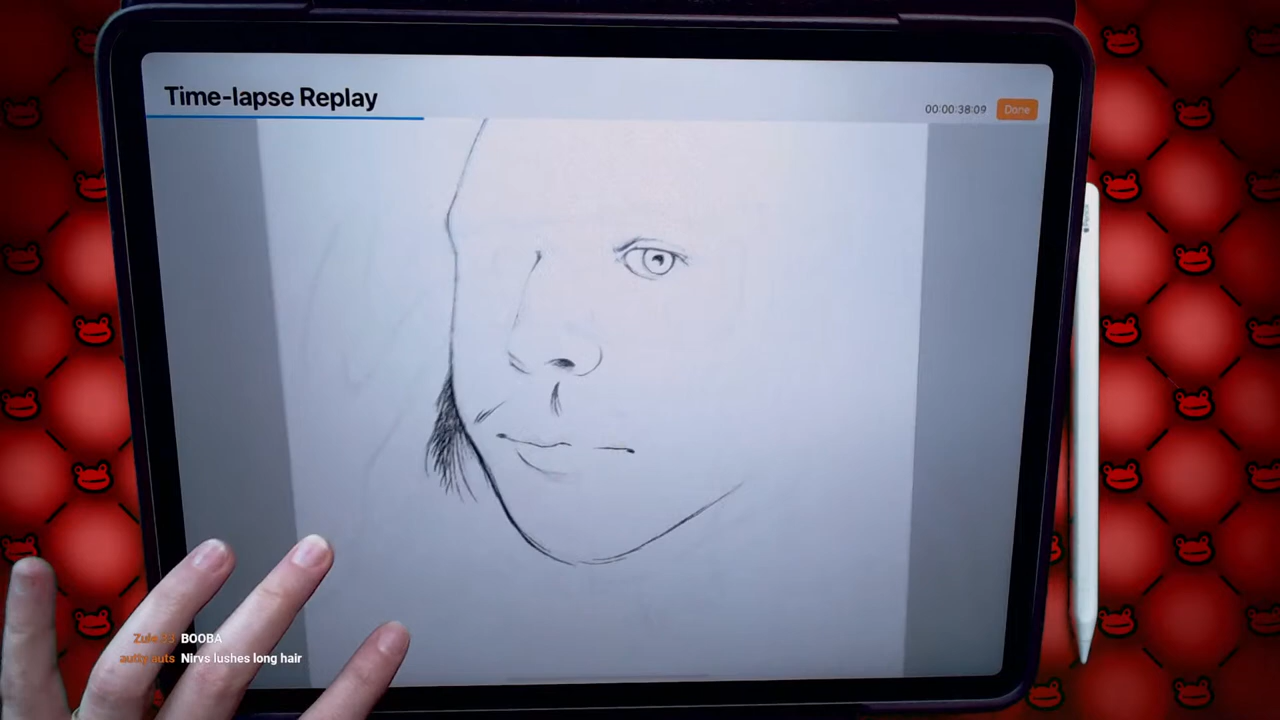 Time-lapse Replay
00:00:38:09 Done
BOOBA
Nirvs lushes long hair